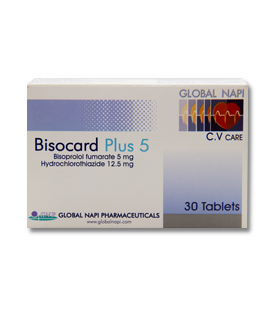 GLOBAL NAPI
C.V CARE
Bisocard Plus 5
Bisoprolol fumarate 5 mg
Hydrochlorothiazide 12.5 mg
30 Tablets
GLOBAL NAPI PHARMACEUTICALS
www.globalnapi.com